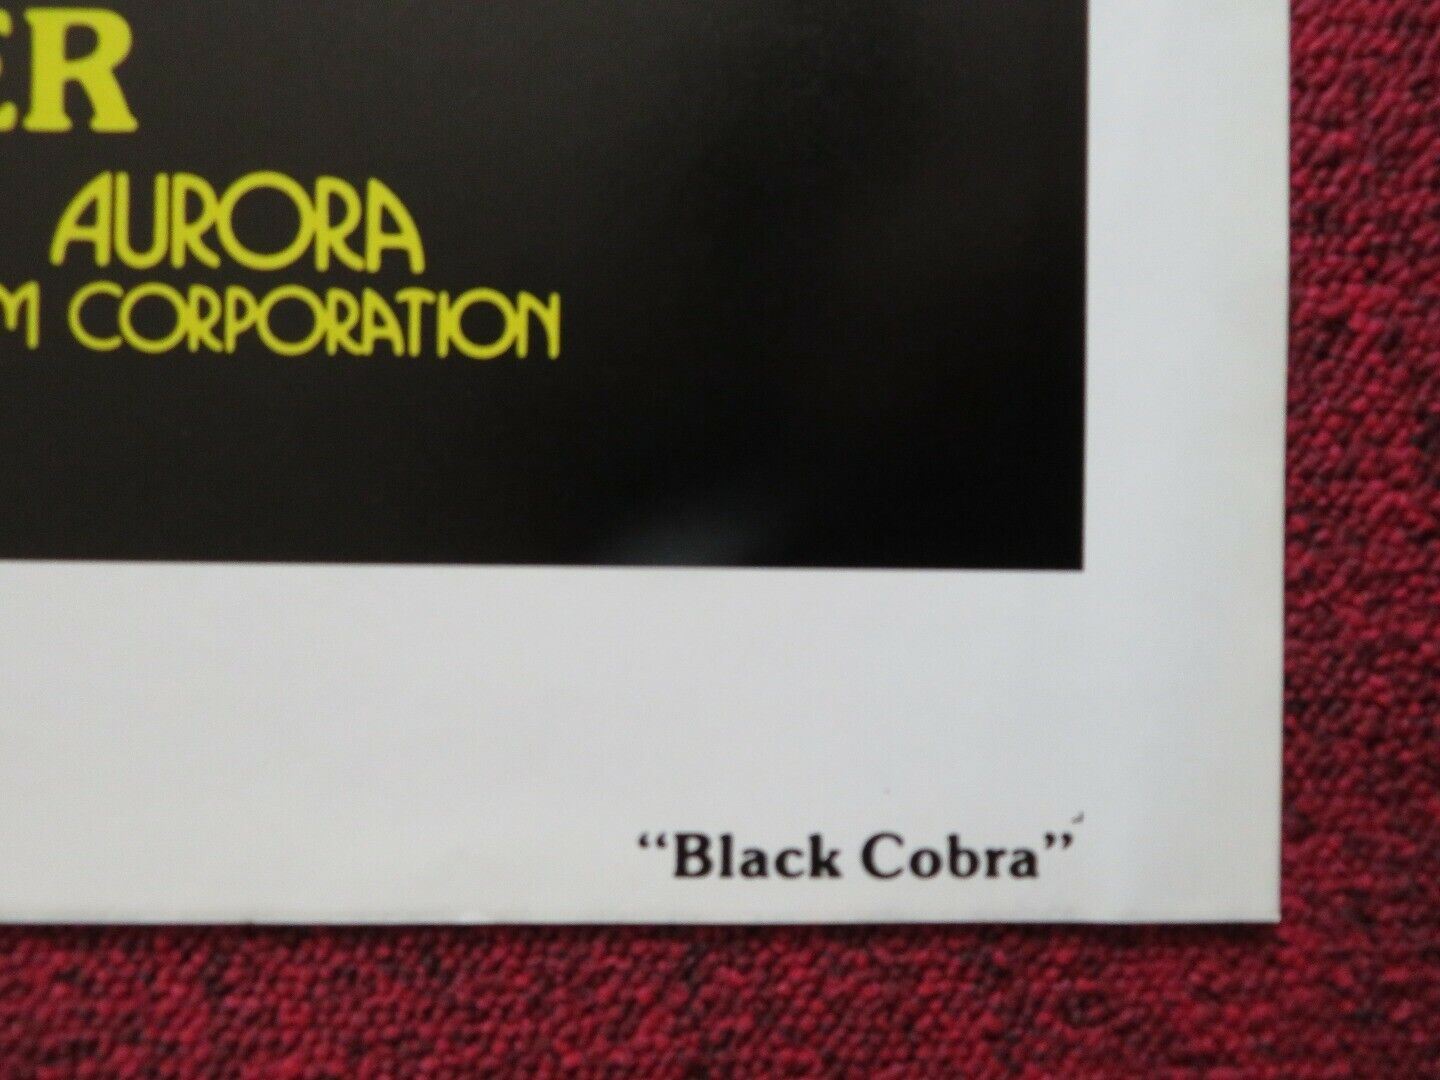 ER
AURORA
M CORPORATION
“Black Cobra”